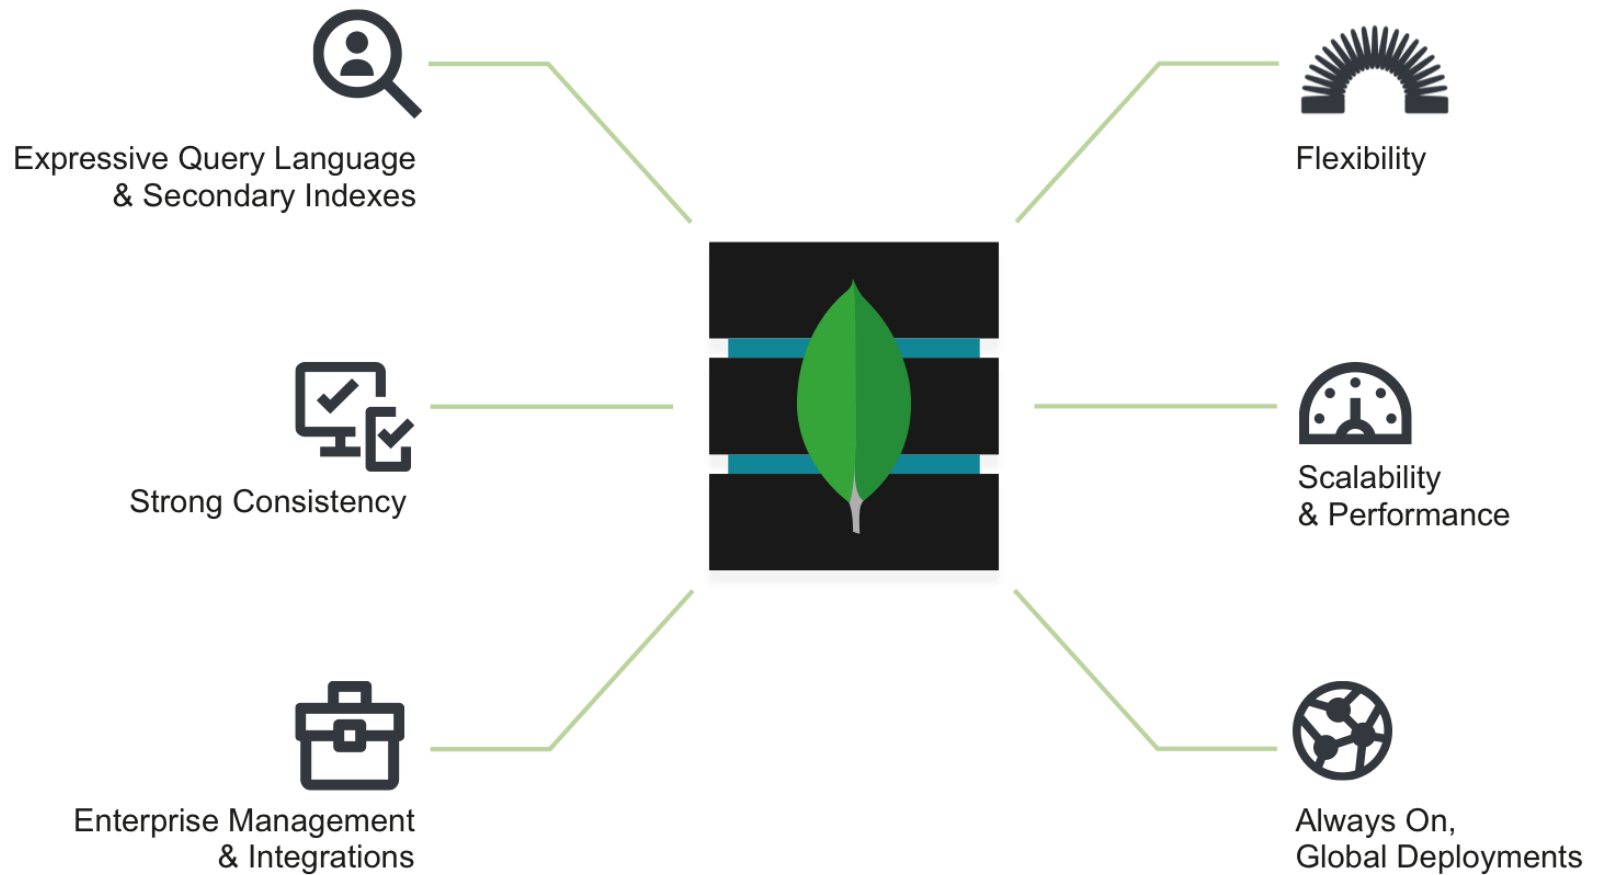 Expressive Query Language
& Secondary Indexes
Flexibility
Strong Consistency
Scalability
& Performance
Enterprise Management
& Integrations
Always On,
Global Deployments